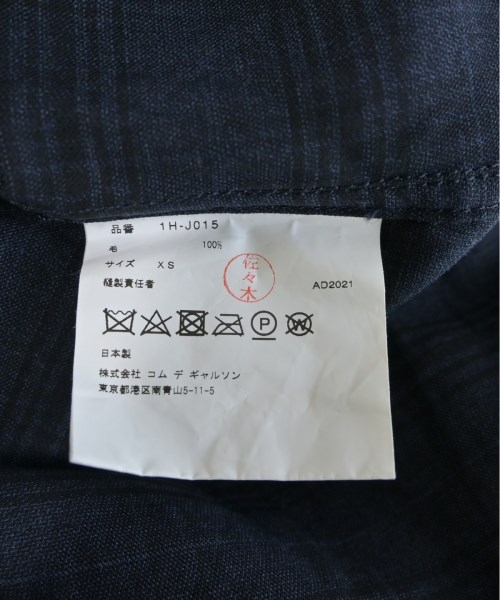 品番 1H-J015
毛 100%
サイズ XS
縫製責任者 佐々木 AD2021
P W
日本製
株式会社 コム デ ギャルソン
東京都港区南青山5-11-5